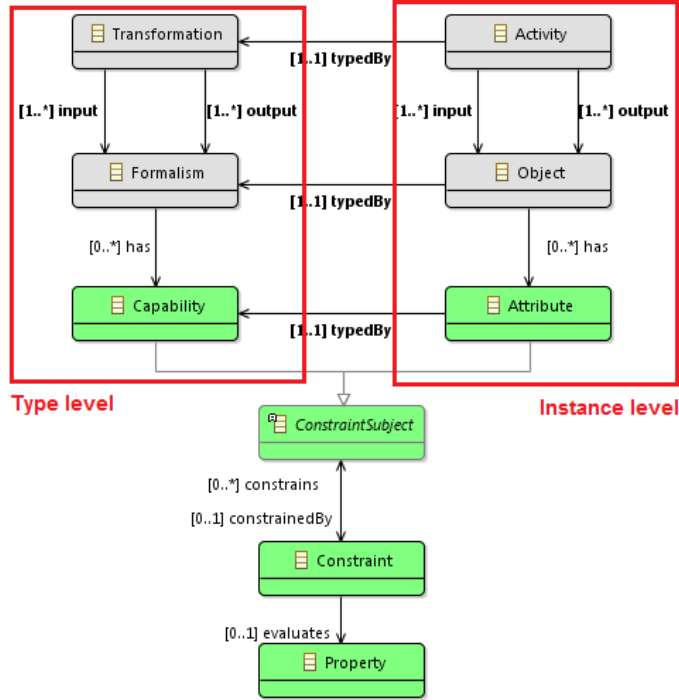 Transformation
Activity
[1..1] typedBy
[1..*] input
[1..*] output
[1..*] input
[1..*] output
Formalism
Object
[1..1] typedBy
[0..*] has
[0..*] has
Capability
Attribute
[1..1] typedBy
Type level
Instance level
ConstraintSubject
[0..*] constrains
[0..1] constrainedBy
Constraint
[0..1] evaluates
Property